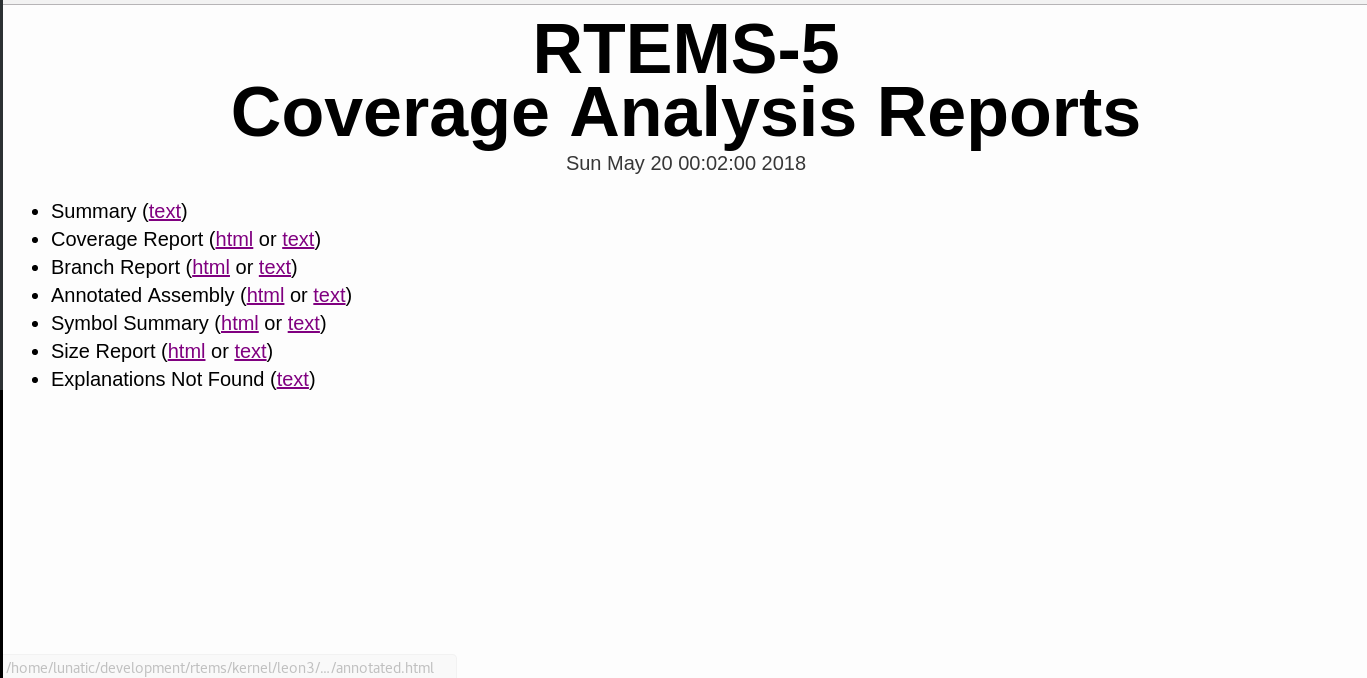 RTEMS-5
Coverage Analysis Reports
Sun May 20 00:02:00 2018
Summary (text)
Coverage Report (html or text)
Branch Report (html or text)
Annotated Assembly (html or text)
Symbol Summary (html or text)
Size Report (html or text)
Explanations Not Found (text)
/home/lunatic/development/rtems/kernel/leon3/.../annotated.html